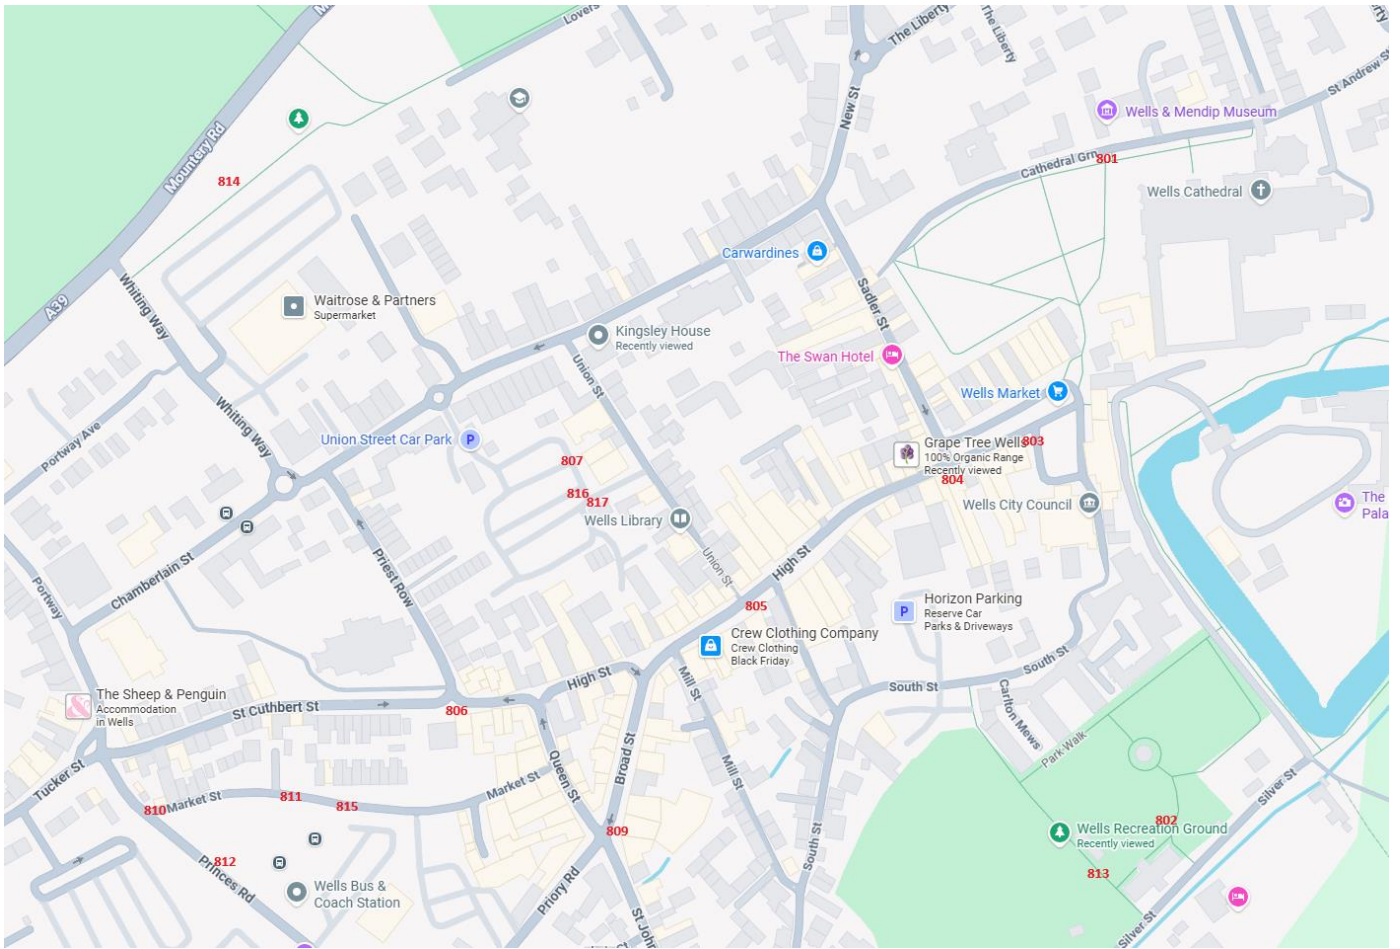 Lovers
The Liberty
The Liberty
rty
St Andrew St
New St
Wells & Mendip Museum
Mountery Rd
Cathedral Grn
801
814
Wells Cathedral
Carwardines
Whiting Way
A39
Waitrose & Partners
Supermarket
Sadler St
Kingsley House
Recently viewed
The Swan Hotel
Union St
Wells Market
Whiting Way
Portway Ave
Union Street Car Park
P
Grape Tree Wells
100% Organic Range
Recently viewed
803
807
804
816
817
The
Pala
Wells Library
Wells City Council
Union St
High St
Portway
Chamberlain St
Priest Row
805
Horizon Parking
Reserve Car
Parks & Driveways
P
Crew Clothing Company
Crew Clothing
Black Friday
High St
Mill St
South St
South St
Carlton Mews
The Sheep & Penguin
Accommodation
in Wells
St Cuthbert St
806
Park Walk
Broad St
Queen St
Mill St
Tucker St
Market St
810
Market St
811
815
Silver St
802
809
Wells Recreation Ground
Recently viewed
South St
812
813
Princes Rd
Wells Bus &
Coach Station
Priory Rd
St John
Silver St